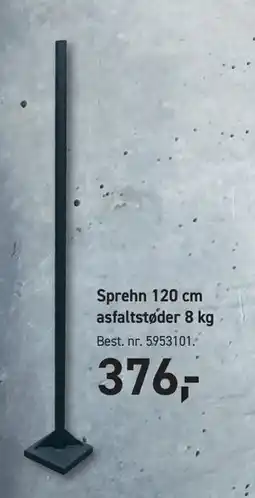 Sprehn 120 cm
asfaltstøder 8 kg
Best. nr. 5953101.
376,-